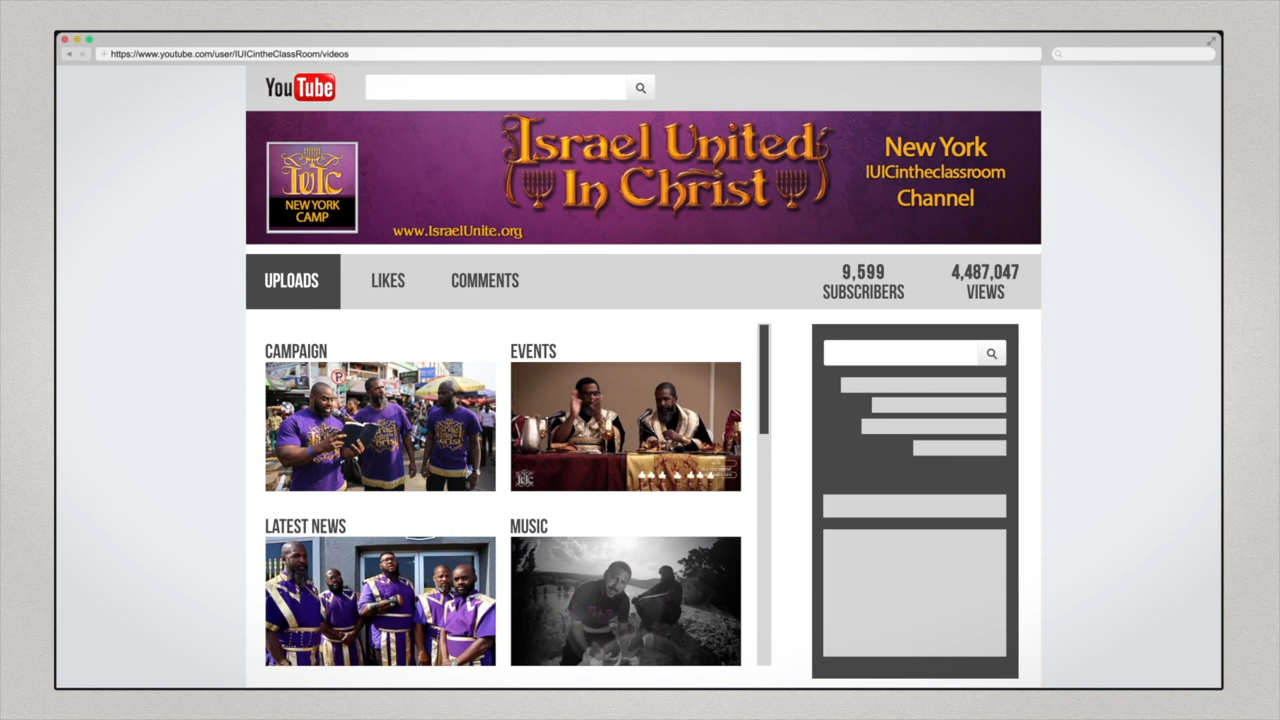 https://www.youtube.com/user/IUICintheClassRoom/videos
YouTube
Israel United
In Christ
New York
IUICintheclassroom
Channel
IUIC
NEW YORK
CAMP
www.IsraelUnite.org
UPLOADS
LIKES
COMMENTS
9,599
SUBSCRIBERS
4,487,047
VIEWS
CAMPAIGN
EVENTS
Israel
IUIC
LATEST NEWS
MUSIC